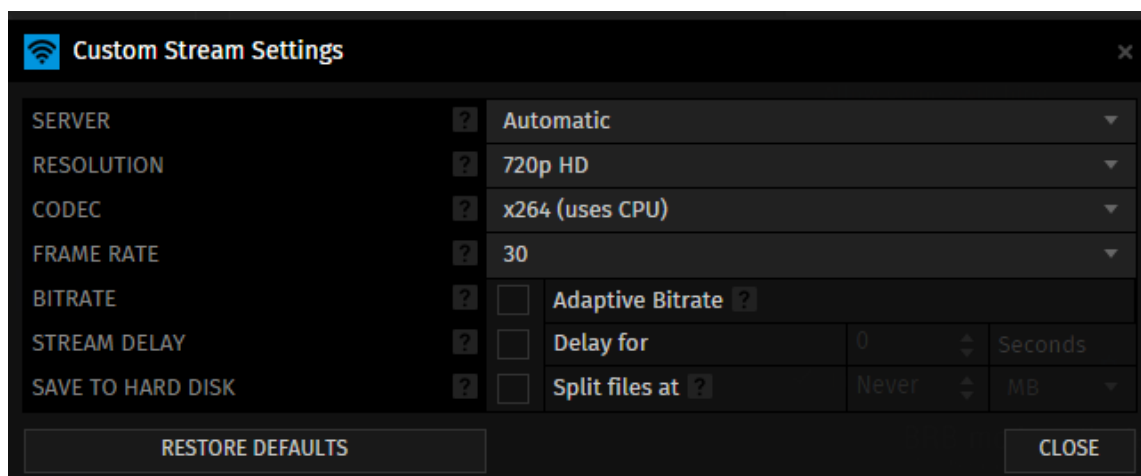 Custom Stream Settings ×
SERVER ? Automatic
RESOLUTION ? 720p HD
CODEC ? x264 (uses CPU)
FRAME RATE ? 30
BITRATE ? Adaptive Bitrate ?
STREAM DELAY ? Delay for 0 Seconds
SAVE TO HARD DISK ? Split files at ? Never MB
RESTORE DEFAULTS CLOSE